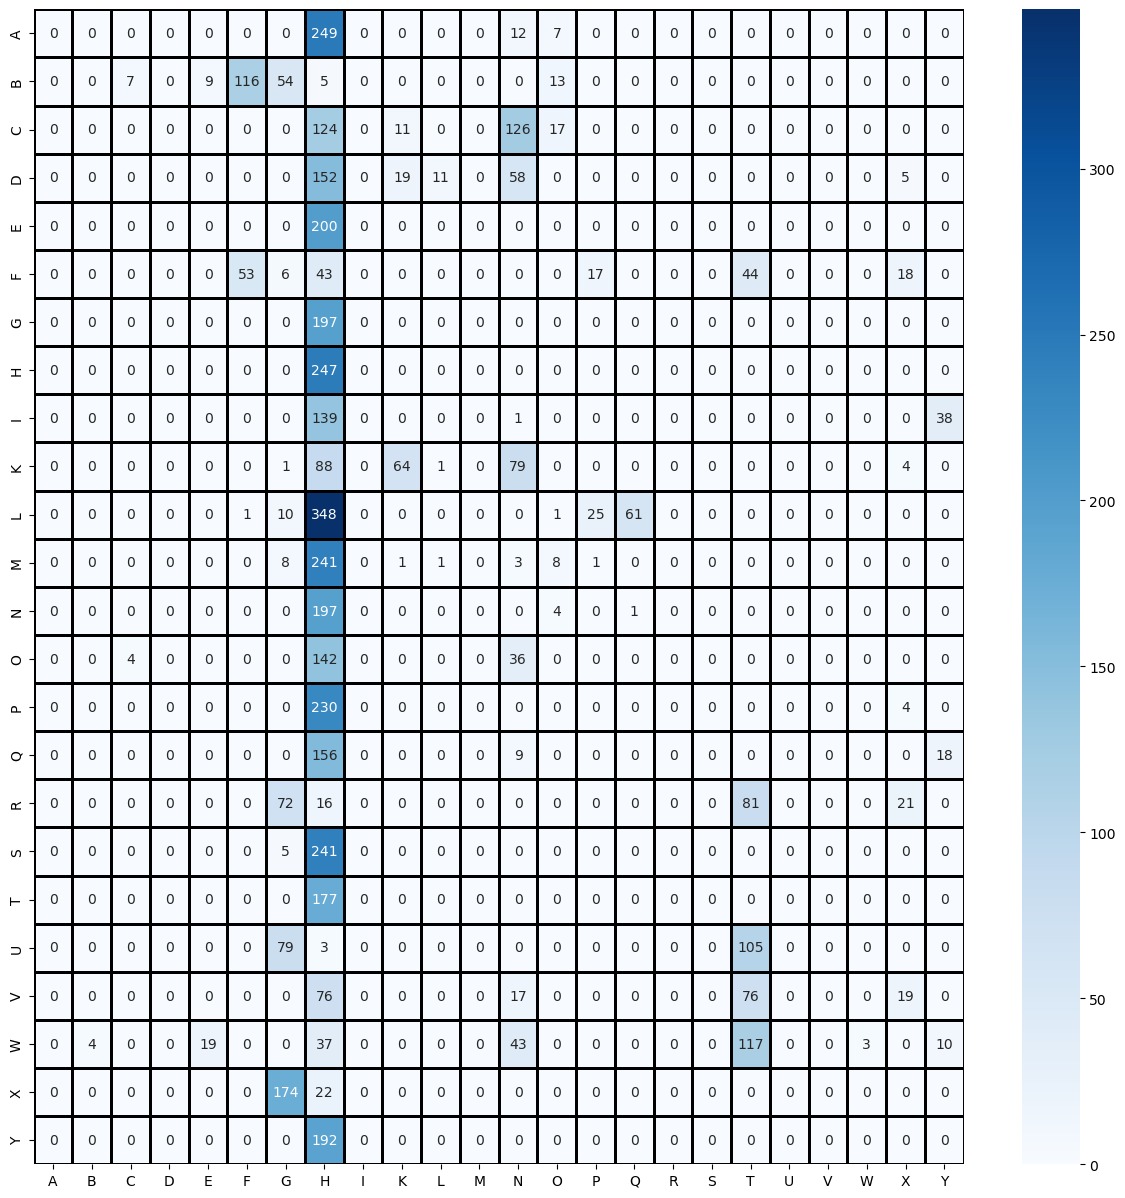 A 0 0 0 0 0 0 0 249 0 0 0 0 12 7 0 0 0 0 0 0 0 0 0 0
B 0 0 7 0 9 116 54 5 0 0 0 0 0 13 0 0 0 0 0 0 0 0 0 0
C 0 0 0 0 0 0 0 124 0 11 0 0 126 17 0 0 0 0 0 0 0 0 0 0
D 0 0 0 0 0 0 0 152 0 19 11 0 58 0 0 0 0 0 0 0 0 0 5 0
300
E 0 0 0 0 0 0 0 200 0 0 0 0 0 0 0 0 0 0 0 0 0 0 0 0
F 0 0 0 0 0 53 6 43 0 0 0 0 0 0 17 0 0 0 44 0 0 0 18 0
G 0 0 0 0 0 0 0 197 0 0 0 0 0 0 0 0 0 0 0 0 0 0 0 0
250
H 0 0 0 0 0 0 0 247 0 0 0 0 0 0 0 0 0 0 0 0 0 0 0 0
I 0 0 0 0 0 0 0 139 0 0 0 0 1 0 0 0 0 0 0 0 0 0 0 38
K 0 0 0 0 0 0 1 88 0 64 1 0 79 0 0 0 0 0 0 0 0 0 4 0
200
L 0 0 0 0 0 1 10 348 0 0 0 0 0 1 25 61 0 0 0 0 0 0 0 0
M 0 0 0 0 0 0 8 241 0 1 1 0 3 8 1 0 0 0 0 0 0 0 0 0
N 0 0 0 0 0 0 0 197 0 0 0 0 0 4 0 1 0 0 0 0 0 0 0 0
O 0 0 4 0 0 0 0 142 0 0 0 0 36 0 0 0 0 0 0 0 0 0 0 0
150
P 0 0 0 0 0 0 0 230 0 0 0 0 0 0 0 0 0 0 0 0 0 0 4 0
Q 0 0 0 0 0 0 0 156 0 0 0 0 9 0 0 0 0 0 0 0 0 0 0 18
R 0 0 0 0 0 0 72 16 0 0 0 0 0 0 0 0 0 0 81 0 0 0 21 0
100
S 0 0 0 0 0 0 5 241 0 0 0 0 0 0 0 0 0 0 0 0 0 0 0 0
T 0 0 0 0 0 0 0 177 0 0 0 0 0 0 0 0 0 0 0 0 0 0 0 0
U 0 0 0 0 0 0 79 3 0 0 0 0 0 0 0 0 0 0 105 0 0 0 0 0
V 0 0 0 0 0 0 0 76 0 0 0 0 17 0 0 0 0 0 76 0 0 0 19 0
50
W 0 4 0 0 19 0 0 37 0 0 0 0 43 0 0 0 0 0 117 0 0 3 0 10
X 0 0 0 0 0 0 174 22 0 0 0 0 0 0 0 0 0 0 0 0 0 0 0 0
Y 0 0 0 0 0 0 0 192 0 0 0 0 0 0 0 0 0 0 0 0 0 0 0 0
0
A B C D E F G H I K L M N O P Q R S T U V W X Y